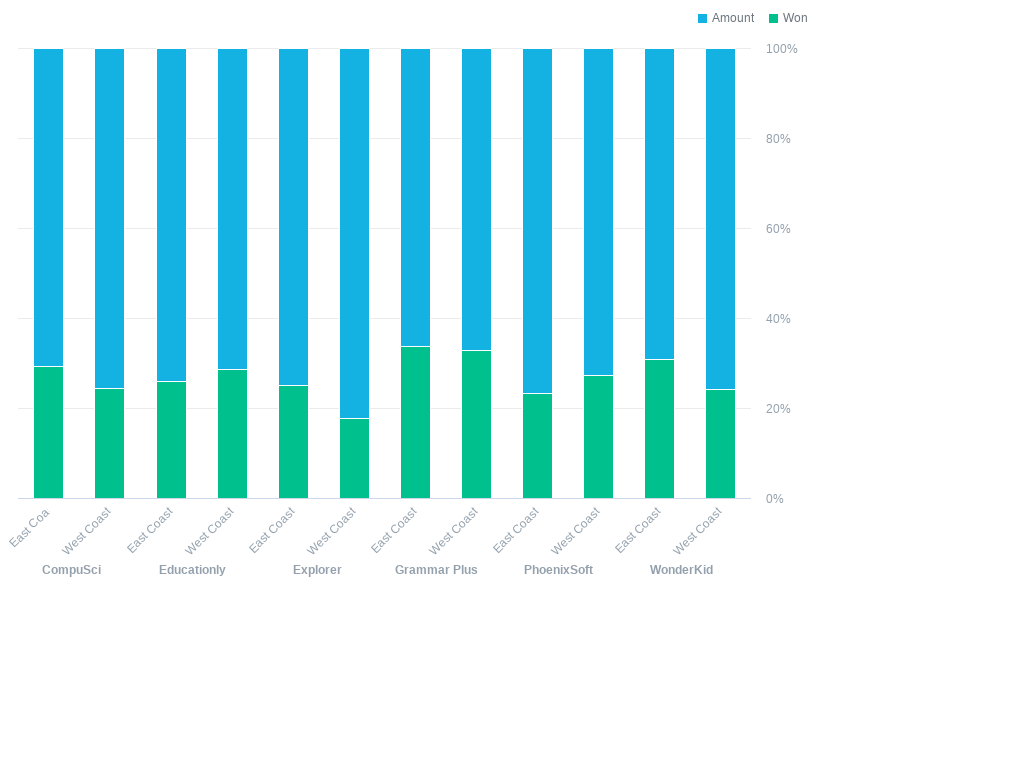 Amount Won
100%
80%
60%
40%
20%
0%
East Coa West Coast East Coast West Coast East Coast West Coast East Coast West Coast East Coast West Coast East Coast West Coast
CompuSci Educationly Explorer Grammar Plus PhoenixSoft WonderKid